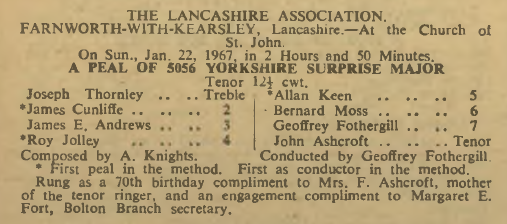 THE LANCASHIRE ASSOCIATION.
FARNWORTH-WITH-KEARSLEY, Lancashire.—At the Church of
St. John.
On Sun., Jan. 22, 1967, in 2 Hours and 50 Minutes,
A PEAL OF 5056 YORKSHIRE SURPRISE MAJOR
Tenor 12½ cwt.
Joseph Thornley .. .. Treble *Allan Keen .. .. .. 5
*James Cunliffe .. .. 2 Bernard Moss .. .. .. 6
James E. Andrews .. .. 3 Geoffrey Fothergill .. .. 7
*Roy Jolley .. .. .. 4 John Ashcroft .. .. Tenor
Composed by A. Knights. Conducted by Geoffrey Fothergill.
* First peal in the method. First as conductor in the method.
Rung as a 70th birthday compliment to Mrs. F. Ashcroft, mother
of the tenor ringer, and an engagement compliment to Margaret E.
Fort, Bolton Branch secretary.